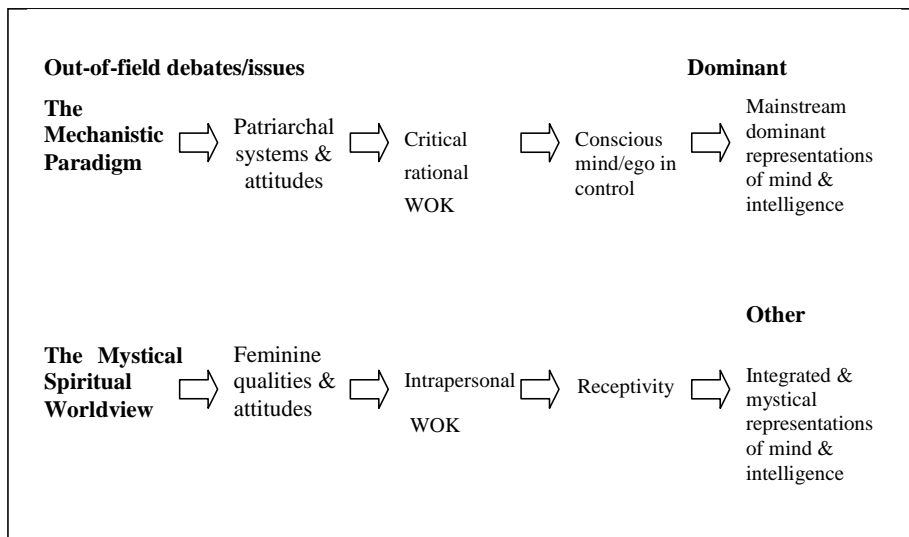 Out-of-field debates/issues
Dominant
The
Mechanistic
Paradigm
Patriarchal
systems &
attitudes
Critical
rational
WOK
Conscious
mind/ego in
control
Mainstream
dominant
representations
of mind &
intelligence
Other
The Mystical
Spiritual
Worldview
Feminine
qualities &
attitudes
Intrapersonal
WOK
Receptivity
Integrated &
mystical
representations
of mind &
intelligence